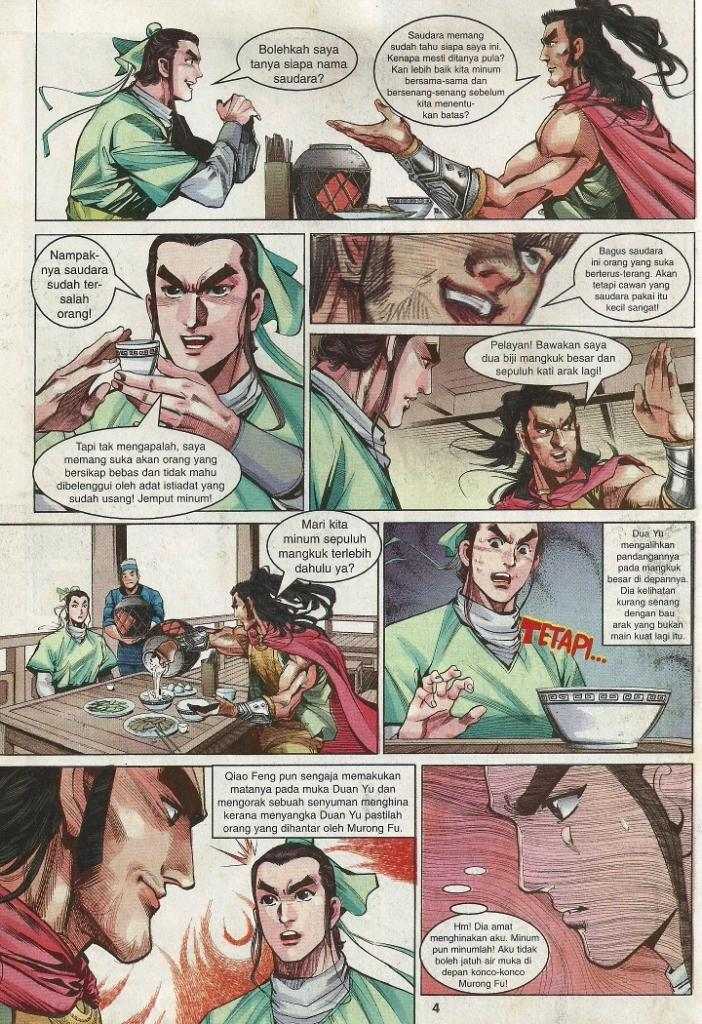 Bolehkah saya
tanya siapa nama
saudara?
Saudara memang
sudah tahu siapa saya ini.
Kenapa mesti ditanya pula?
Kan lebih baik kita minum
bersama-sama dan
bersenang-senang sebelum
kita menentu-
kan batas?
Nampak-
nya saudara
sudah ter-
salah
orang!
Tapi tak mengapalah, saya
memang suka akan orang yang
bersikap bebas dan tidak mahu
dibelenggui oleh adat istiadat yang
sudah usang! Jemput minum!
Bagus saudara
ini orang yang suka
berterus-terang. Akan
tetapi cawan yang
saudara pakai itu
kecil sangat!
Pelayan! Bawakan saya
dua biji mangkuk besar dan
sepuluh kati arak lagi!
Mari kita
minum sepuluh
mangkuk terlebih
dahulu ya?
TETAPI...
Dua Yu
mengalihkan
pandangannya
pada mangkuk
besar di depannya.
Dia kelihatan
kurang senang
dengan bau
arak yang bukan
main kuat lagi itu.
Qiao Feng pun sengaja memakukan
matanya pada muka Duan Yu dan
mengorak sebuah senyuman menghina
kerana menyangka Duan Yu pastilah
orang yang dihantar oleh Murong Fu.
Hm! Dia amat
menghinakan aku. Minum
pun minumlah! Aku tidak
boleh jatuh air muka di
depan konco-konco
Murong Fu!
4